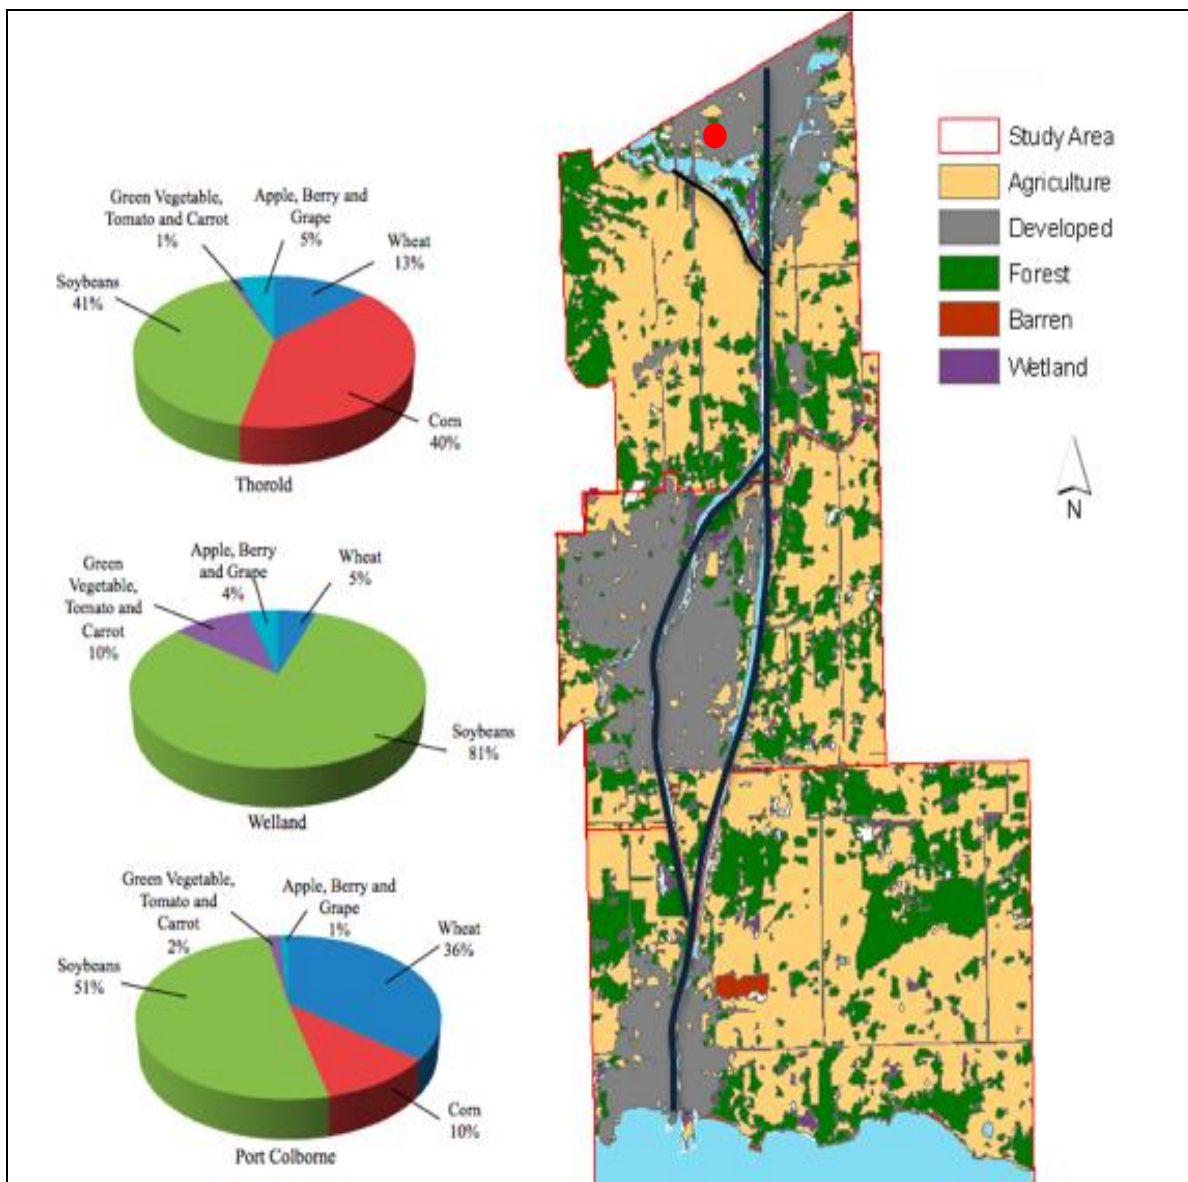 Green Vegetable,
Tomato and Carrot
1%
Apple, Berry and
Grape
5%
Wheat
13%
Soybeans
41%
Corn
40%
Thorold
Green
Vegetable,
Tomato and
Carrot
10%
Apple, Berry
and Grape
4%
Wheat
5%
Soybeans
81%
Welland
Green Vegetable,
Tomato and
Carrot
2%
Apple, Berry and
Grape
1%
Wheat
36%
Soybeans
51%
Corn
10%
Port Colborne
Study Area
Agriculture
Developed
Forest
Barren
Wetland
N